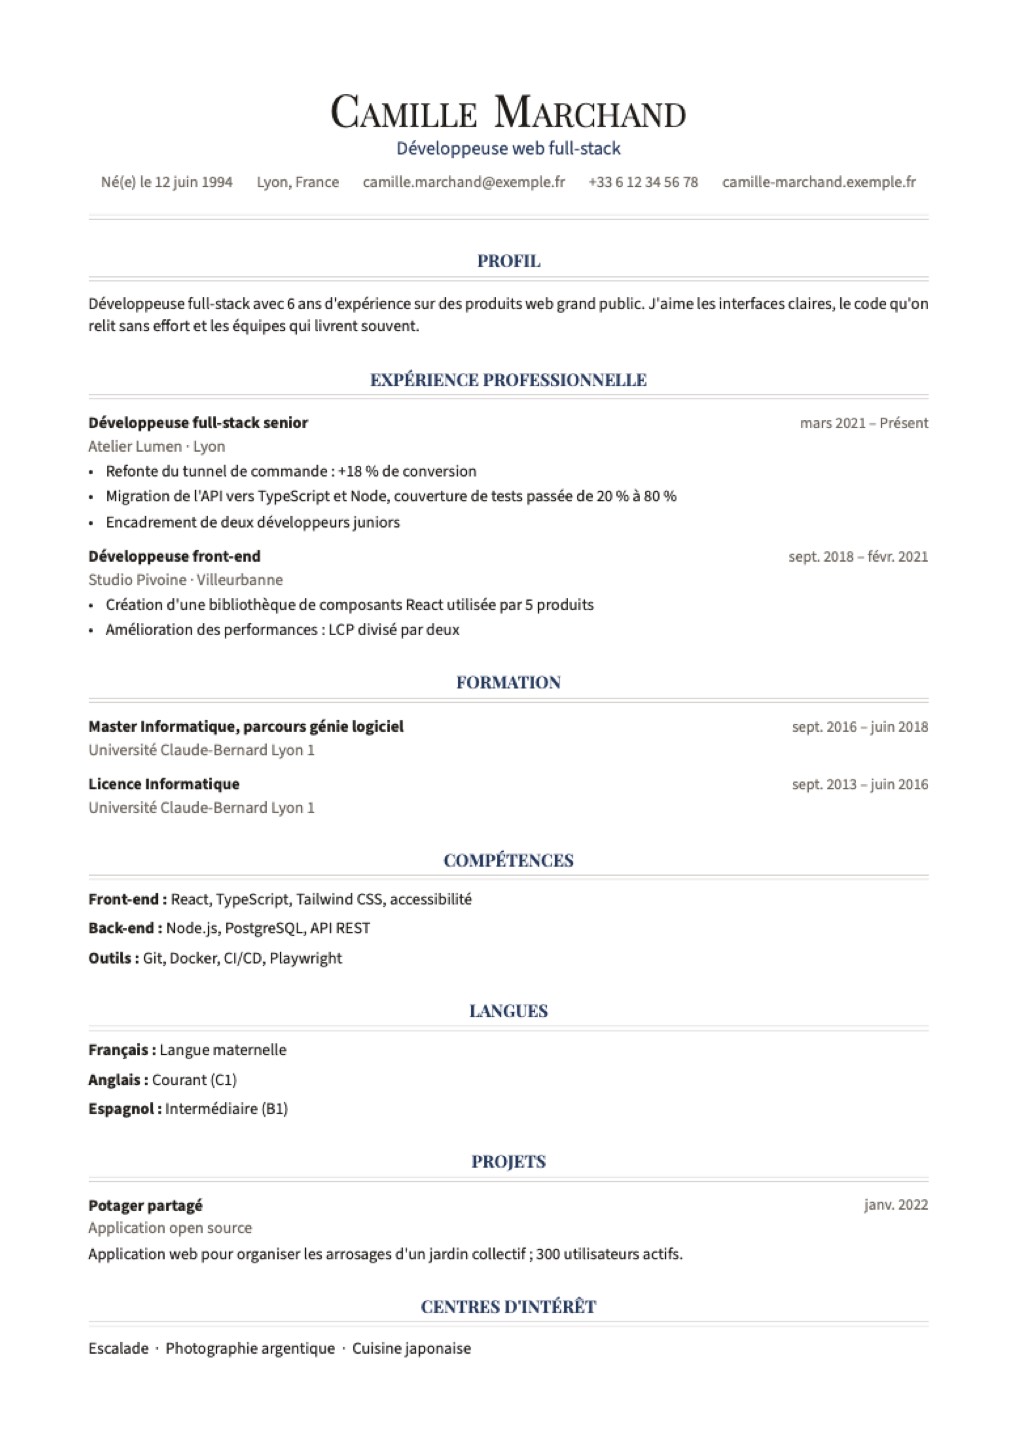 Camille Marchand
Développeuse web full-stack
Né(e) le 12 juin 1994 Lyon, France camille.marchand@exemple.fr +33 6 12 34 56 78 camille-marchand.exemple.fr
PROFIL
Développeuse full-stack avec 6 ans d'expérience sur des produits web grand public. J'aime les interfaces claires, le code qu'on
relit sans effort et les équipes qui livrent souvent.
EXPÉRIENCE PROFESSIONNELLE
Développeuse full-stack senior mars 2021 – Présent
Atelier Lumen · Lyon
• Refonte du tunnel de commande : +18 % de conversion
• Migration de l'API vers TypeScript et Node, couverture de tests passée de 20 % à 80 %
• Encadrement de deux développeurs juniors
Développeuse front-end sept. 2018 – févr. 2021
Studio Pivoine · Villeurbanne
• Création d'une bibliothèque de composants React utilisée par 5 produits
• Amélioration des performances : LCP divisé par deux
FORMATION
Master Informatique, parcours génie logiciel sept. 2016 – juin 2018
Université Claude-Bernard Lyon 1
Licence Informatique sept. 2013 – juin 2016
Université Claude-Bernard Lyon 1
COMPÉTENCES
Front-end : React, TypeScript, Tailwind CSS, accessibilité
Back-end : Node.js, PostgreSQL, API REST
Outils : Git, Docker, CI/CD, Playwright
LANGUES
Français : Langue maternelle
Anglais : Courant (C1)
Espagnol : Intermédiaire (B1)
PROJETS
Potager partagé janv. 2022
Application open source
Application web pour organiser les arrosages d'un jardin collectif ; 300 utilisateurs actifs.
CENTRES D'INTÉRÊT
Escalade · Photographie argentique · Cuisine japonaise